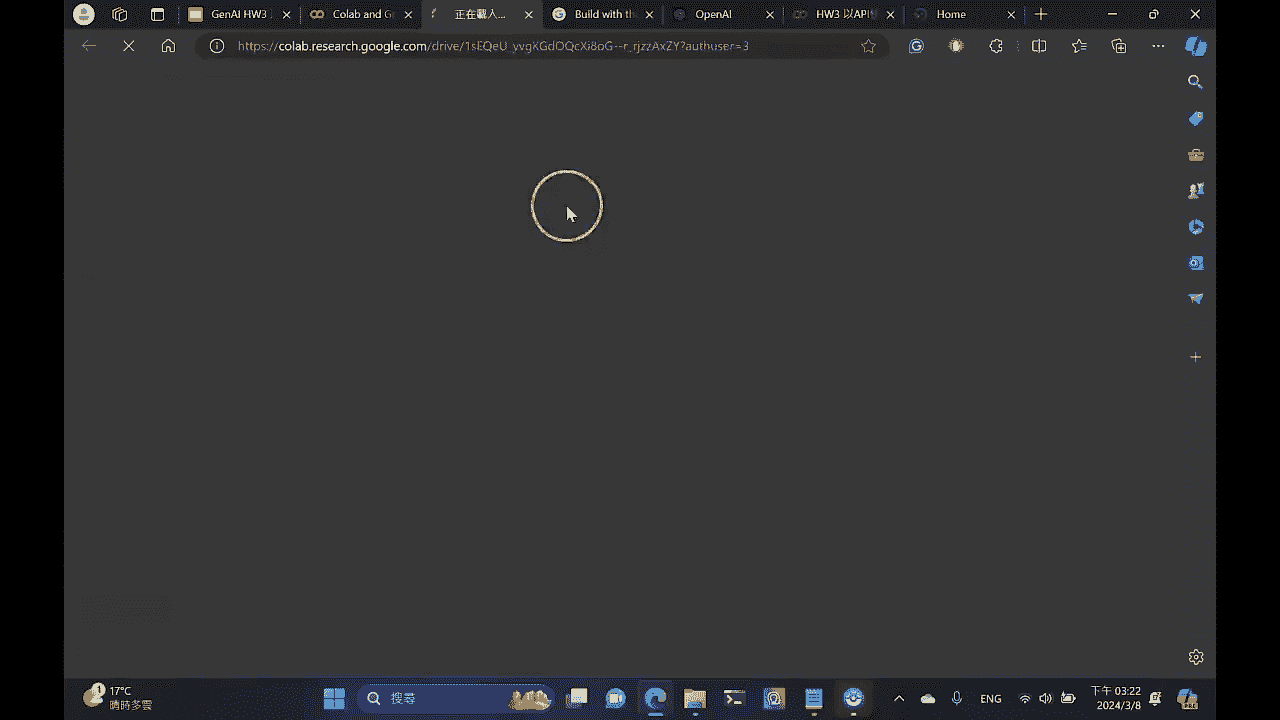 GenAI HW3
Colab and G
正在載入...
Build with th
OpenAI
HW3 以API
Home
https://colab.research.google.com/drive/
?authuser=3
17°C
晴時多雲
搜尋
ENG
下午 03:22
2024/3/8